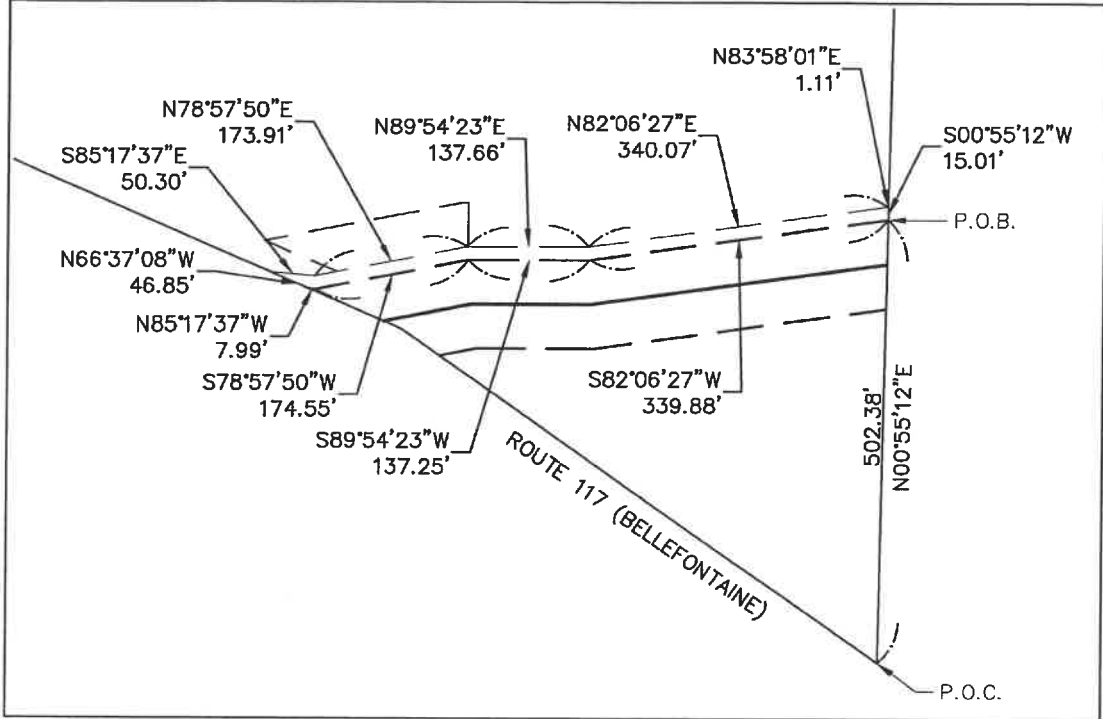 N83°58'01"E
1.11'
N78°57'50"E
173.91'
N89°54'23"E
137.66'
N82°06'27"E
340.07'
S00°55'12"W
15.01'
S85°17'37"E
50.30'
P.O.B.
N66°37'08"W
46.85'
N85°17'37"W
7.99'
S78°57'50"W
174.55'
S82°06'27"W
339.88'
S89°54'23"W
137.25'
502.38'
N00°55'12"E
ROUTE 117 (BELLEFONTAINE)
P.O.C.